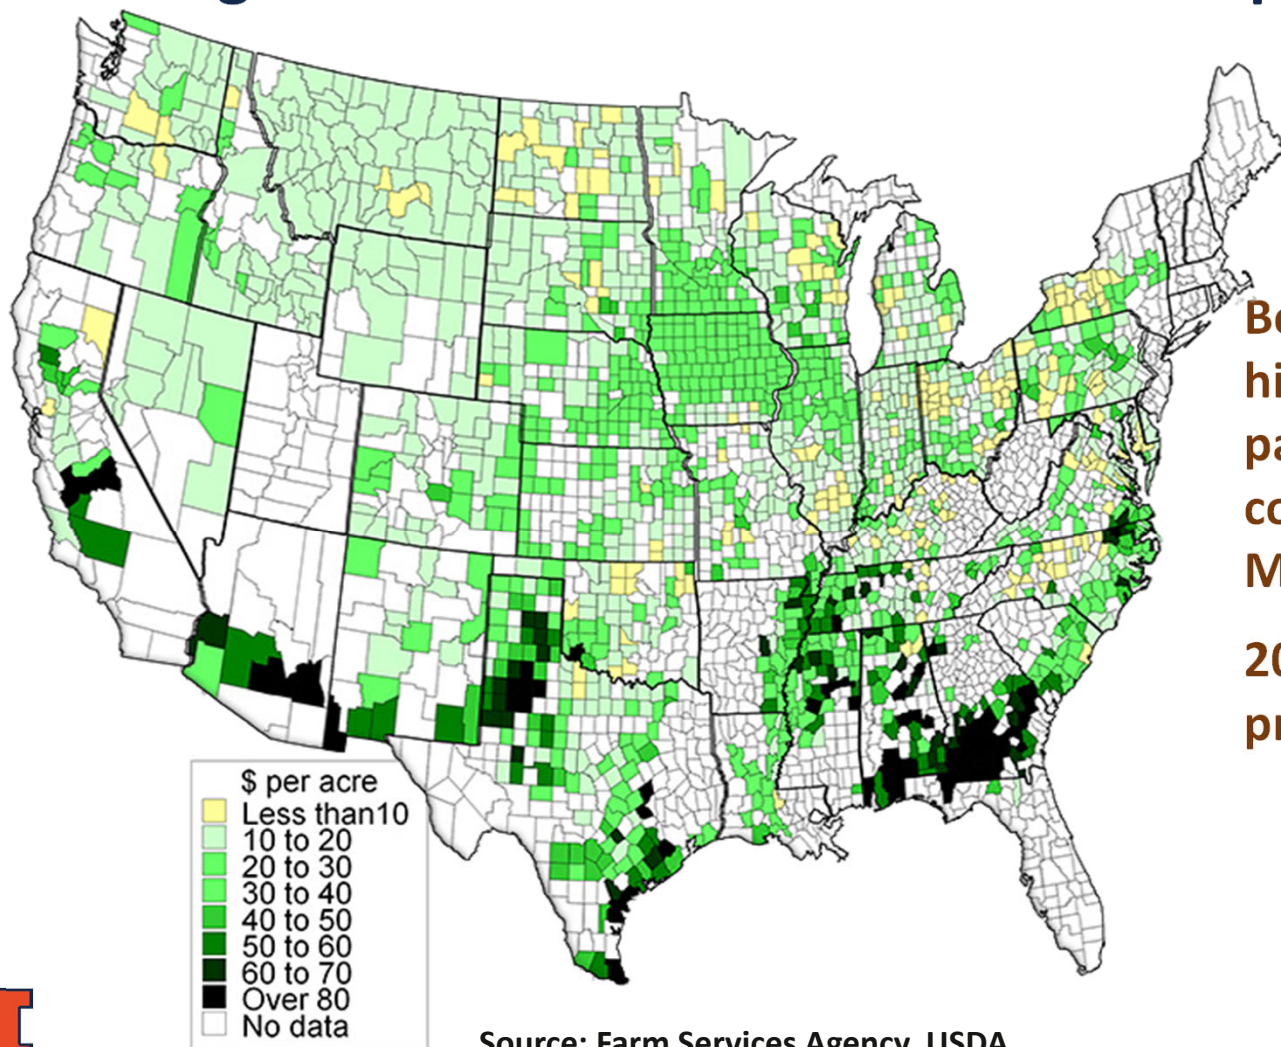 $ per acre
Less than10
10 to 20
20 to 30
30 to 40
40 to 50
50 to 60
60 to 70
Over 80
No data
Source: Farm Services Agency, USDA